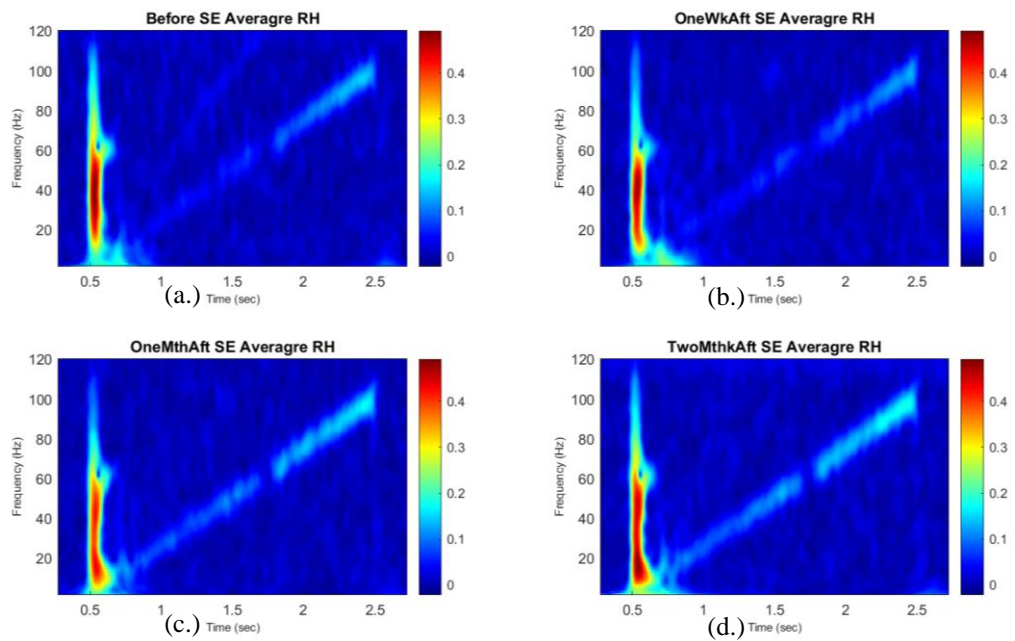 Before SE Averagre RH
120
100
80
60
40
20
Frequency (Hz)
0.5 1 1.5 2 2.5
Time (sec)
(a.)
0.4
0.3
0.2
0.1
0
OneWkAft SE Averagre RH
120
100
80
60
40
20
Frequency (Hz)
0.5 1 1.5 2 2.5
Time (sec)
(b.)
0.4
0.3
0.2
0.1
0
OneMthAft SE Averagre RH
120
100
80
60
40
20
Frequency (Hz)
0.5 1 1.5 2 2.5
Time (sec)
(c.)
0.4
0.3
0.2
0.1
0
TwoMthkAft SE Averagre RH
120
100
80
60
40
20
Frequency (Hz)
0.5 1 1.5 2 2.5
Time (sec)
(d.)
0.4
0.3
0.2
0.1
0